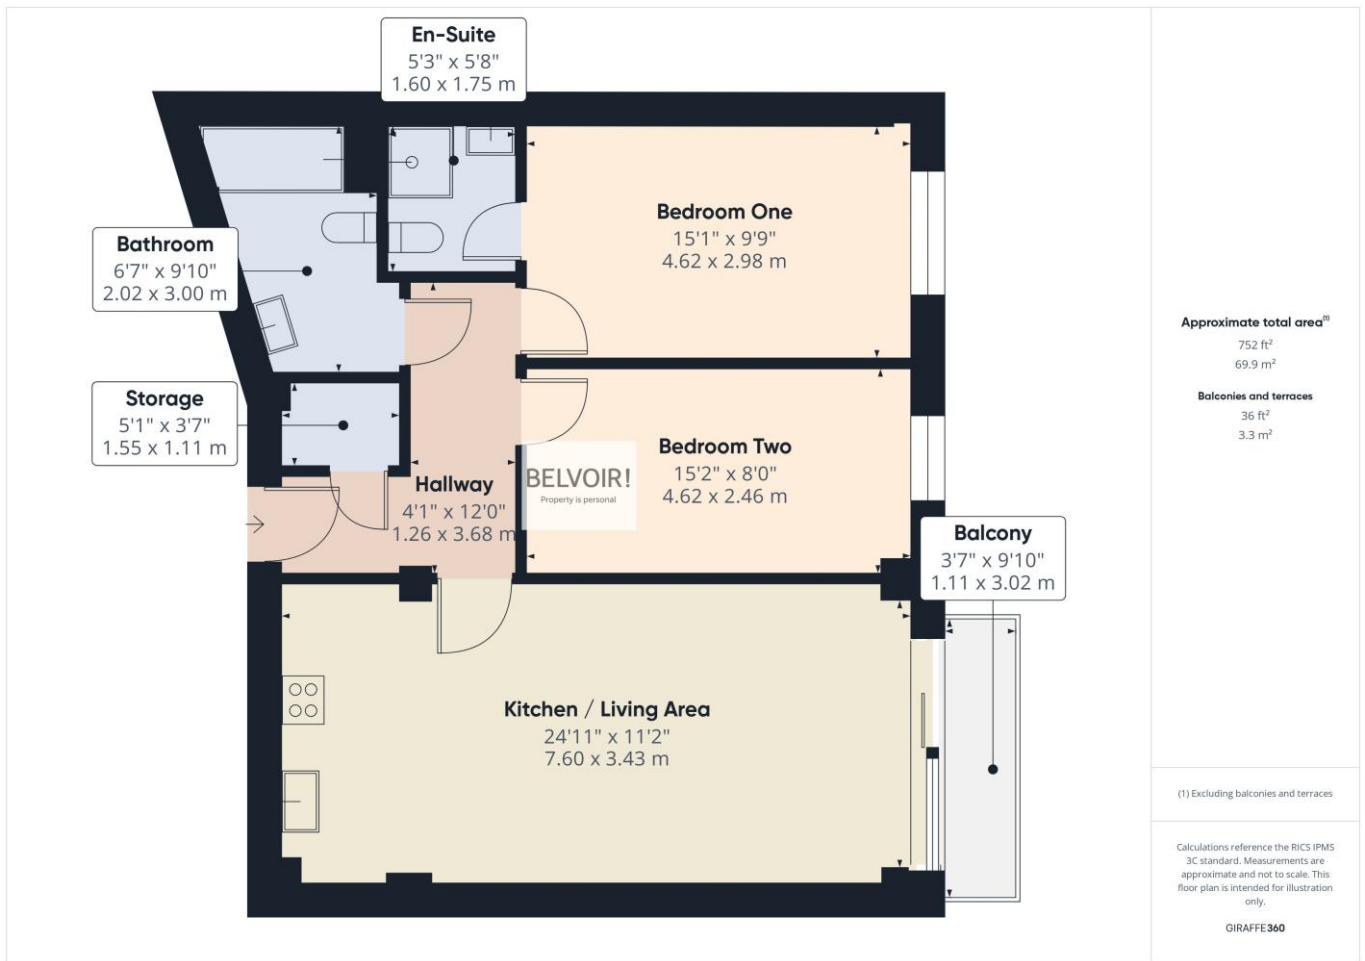 En-Suite
5'3" x 5'8"
1.60 x 1.75 m
Bedroom One
15'1" x 9'9"
4.62 x 2.98 m
Bathroom
6'7" x 9'10"
2.02 x 3.00 m
Storage
5'1" x 3'7"
1.55 x 1.11 m
Hallway
4'1" x 12'0"
1.26 x 3.68 m
BELVOIR!
Property is personal
Bedroom Two
15'2" x 8'0"
4.62 x 2.46 m
Balcony
3'7" x 9'10"
1.11 x 3.02 m
Kitchen / Living Area
24'11" x 11'2"
7.60 x 3.43 m
Approximate total area⁽¹⁾
752 ft²
69.9 m²
Balconies and terraces
36 ft²
3.3 m²
(1) Excluding balconies and terraces
Calculations reference the RICS IPMS
3C standard. Measurements are
approximate and not to scale. This
floor plan is intended for illustration
only.
GIRAFFE360